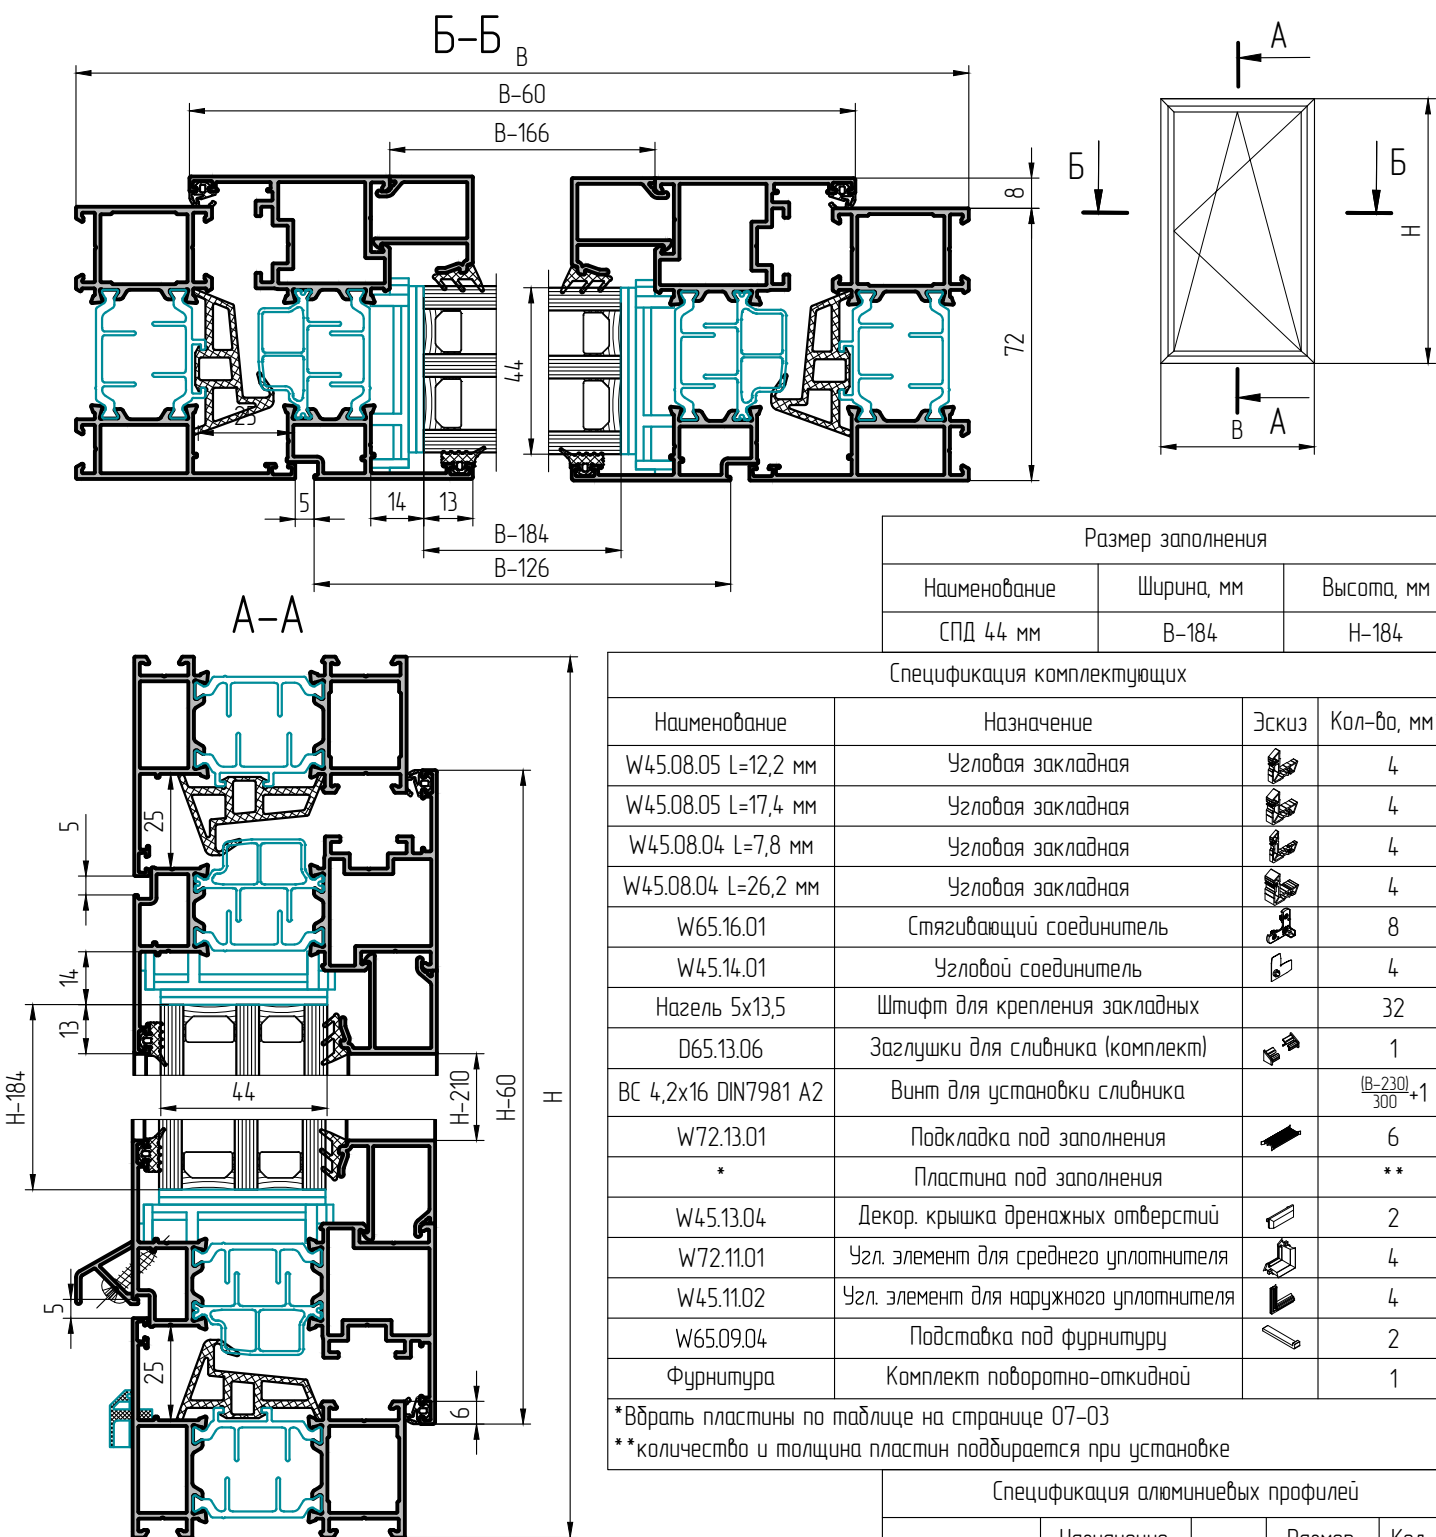 Б-Б
В
В-60
В-166
8
72
44
25
5
14
13
В-184
В-126
А
Б
Б
Н
В
А
Размер заполнения
Наименование Ширина, мм Высота, мм
СПД 44 мм В-184 Н-184
А-А
5
25
14
13
Н-184
44
Н-210
Н-60
Н
5
25
6
Спецификация комплектующих
Наименование Назначение Эскиз Кол-во, мм
W45.08.05 L=12,2 мм Угловая закладная 4
W45.08.05 L=17,4 мм Угловая закладная 4
W45.08.04 L=7,8 мм Угловая закладная 4
W45.08.04 L=26,2 мм Угловая закладная 4
W65.16.01 Стягивающий соединитель 8
W45.14.01 Угловой соединитель 4
Нагель 5х13,5 Штифт для крепления закладных 32
D65.13.06 Заглушки для сливника (комплект) 1
ВС 4,2х16 DIN7981 А2 Винт для установки сливника (В-230)/300+1
W72.13.01 Подкладка под заполнения 6
* Пластина под заполнения **
W45.13.04 Декор. крышка дренажных отверстий 2
W72.11.01 Угл. элемент для среднего уплотнителя 4
W45.11.02 Угл. элемент для наружного уплотнителя 4
W65.09.04 Подставка под фурнитуру 2
Фурнитура Комплект поворотно-откидной 1
*Вбрать пластины по таблице на странице 07-03
**количество и толщина пластин подбирается при установке
Спецификация алюминиевых профилей